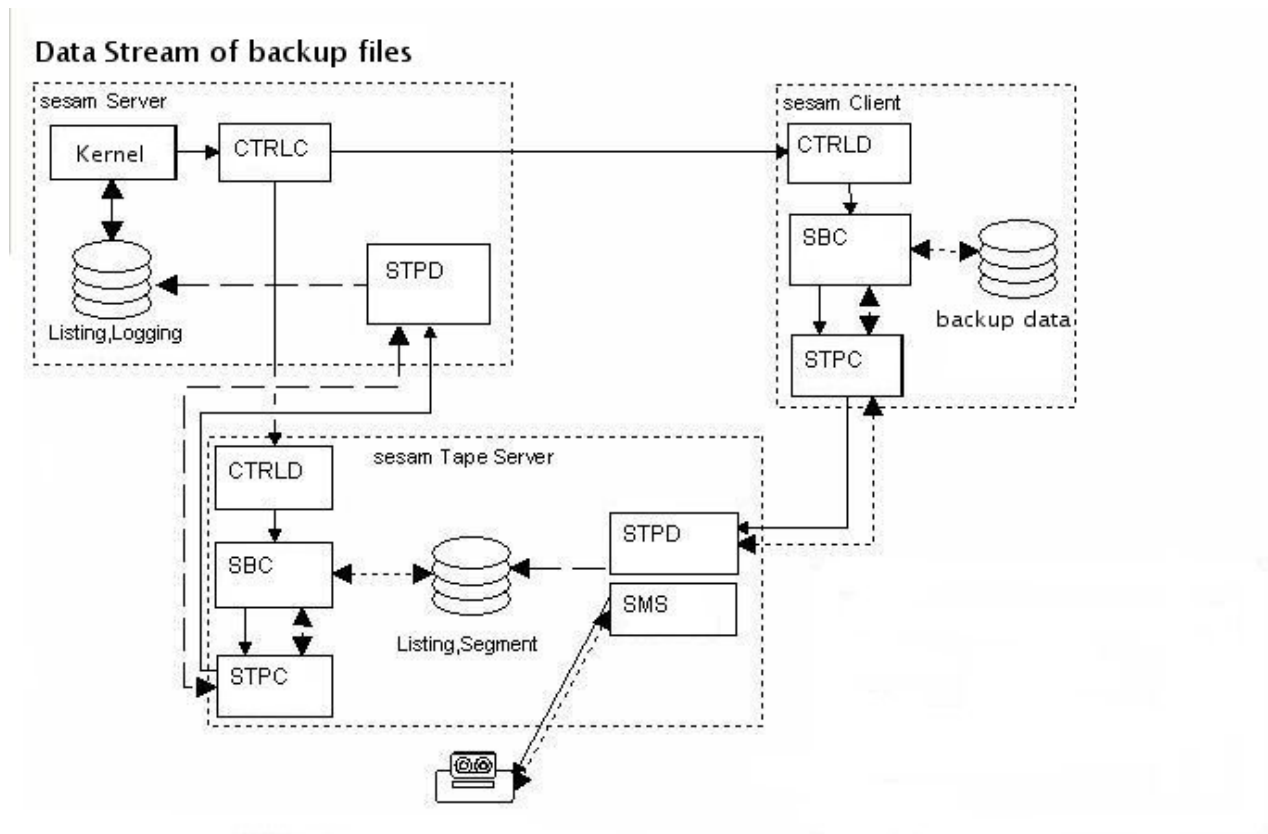 Data Stream of backup files
sesam Server
Kernel
CTRLC
STPD
Listing,Logging
sesam Client
CTRLD
SBC
backup data
STPC
sesam Tape Server
CTRLD
SBC
STPC
Listing,Segment
STPD
SMS